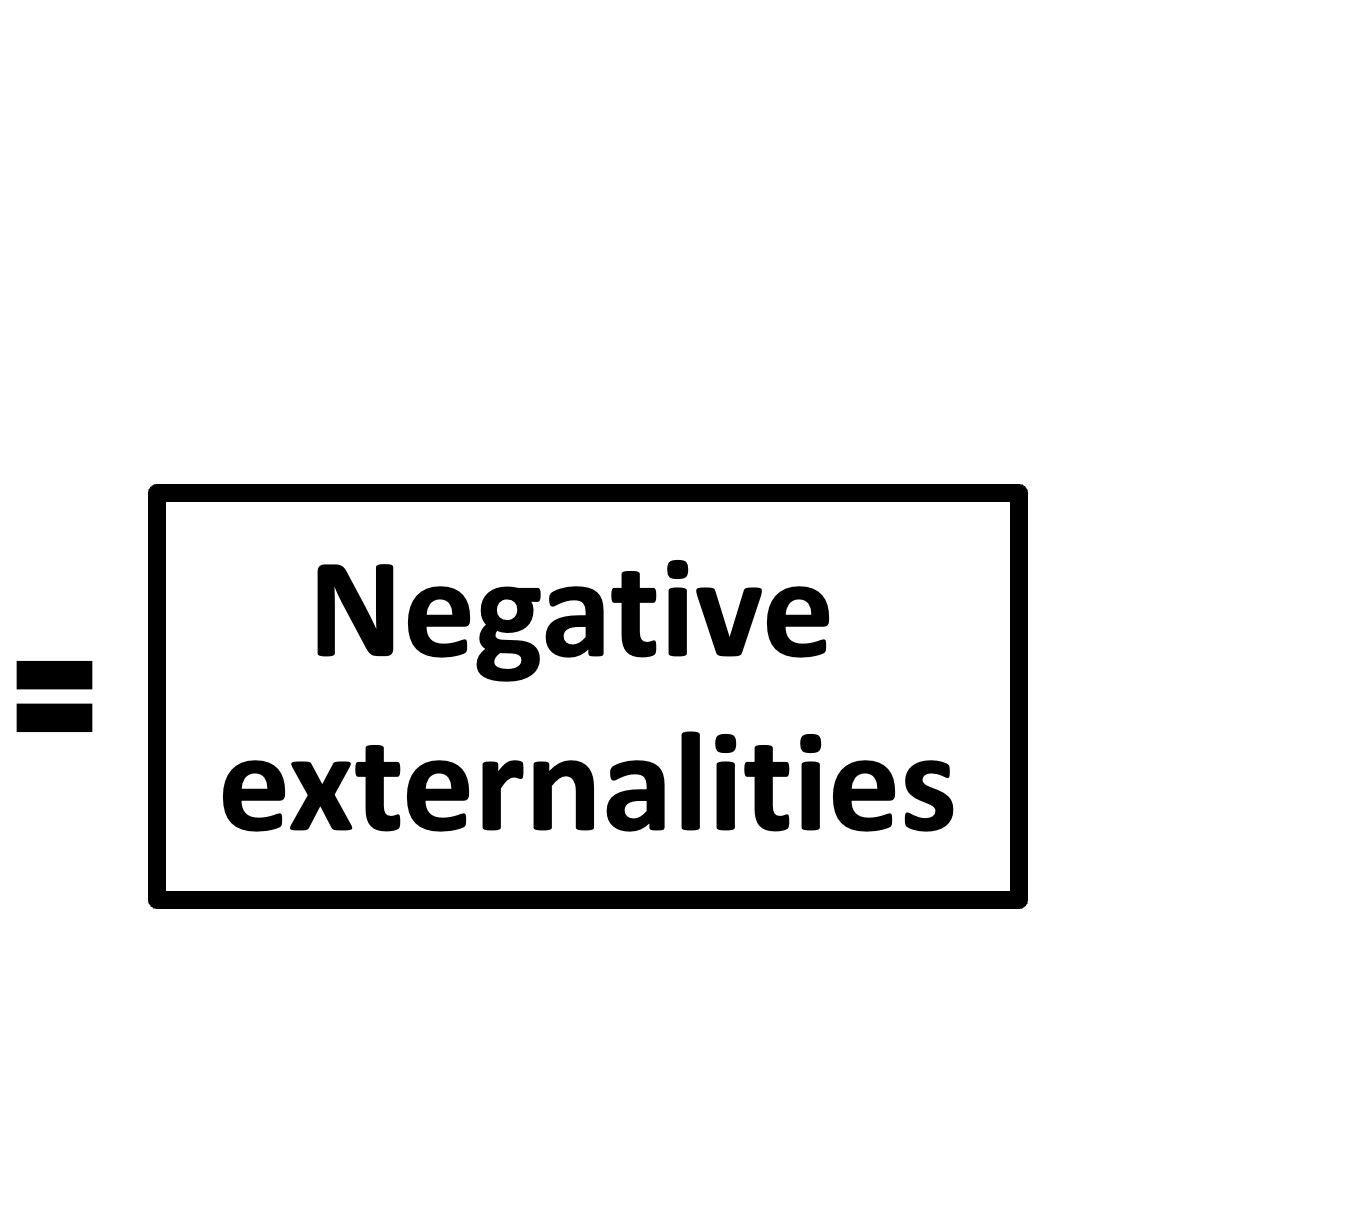 =
Negative
externalities